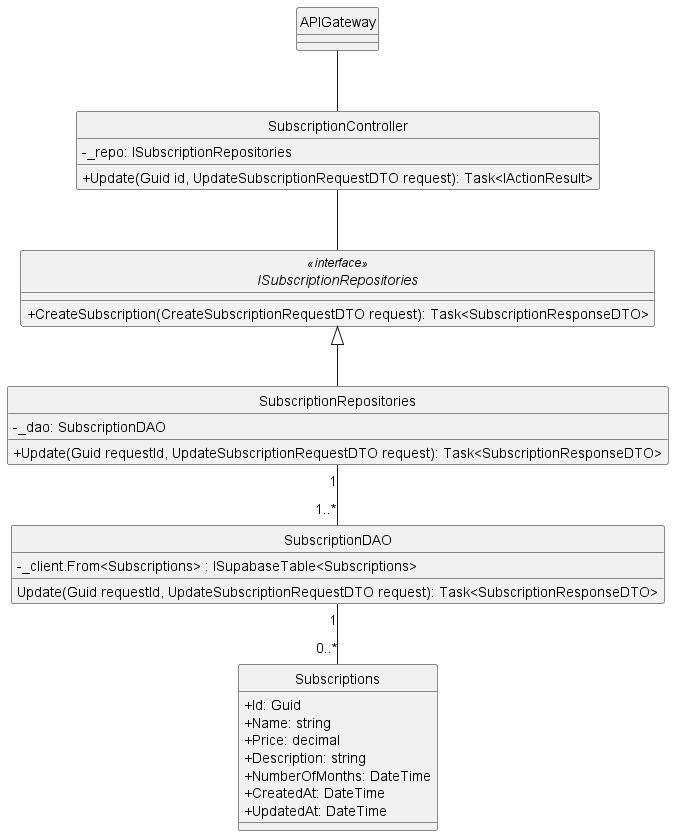 APIGateway
SubscriptionController
-_repo: ISubscriptionRepositories
+Update(Guid id, UpdateSubscriptionRequestDTO request): Task<IActionResult>
«interface»
ISubscriptionRepositories
+CreateSubscription(CreateSubscriptionRequestDTO request): Task<SubscriptionResponseDTO>
SubscriptionRepositories
-_dao: SubscriptionDAO
+Update(Guid requestId, UpdateSubscriptionRequestDTO request): Task<SubscriptionResponseDTO>
1
1..*
SubscriptionDAO
-_client.From<Subscriptions> : ISupabaseTable<Subscriptions>
Update(Guid requestId, UpdateSubscriptionRequestDTO request): Task<SubscriptionResponseDTO>
1
0..*
Subscriptions
+Id: Guid
+Name: string
+Price: decimal
+Description: string
+NumberOfMonths: DateTime
+CreatedAt: DateTime
+UpdatedAt: DateTime